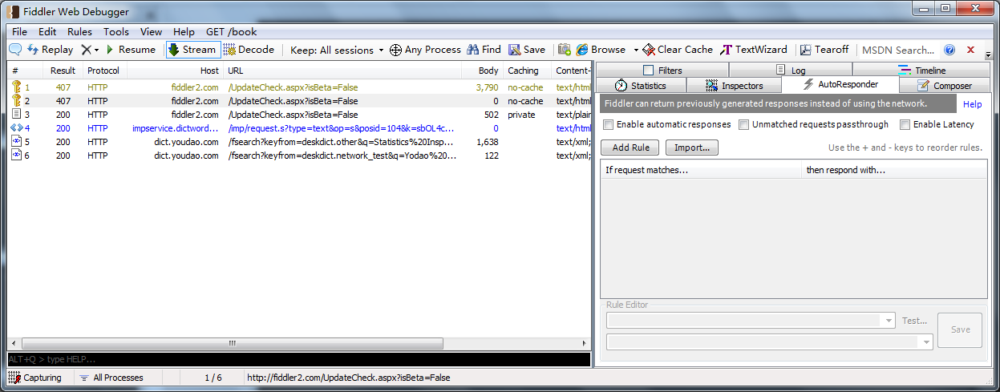 Fiddler Web Debugger
File Edit Rules Tools View Help GET /book
Replay Resume Stream Decode Keep: All sessions Any Process Find Save Browse Clear Cache TextWizard Tearoff MSDN Search...
# Result Protocol Host URL Body Caching Content-T
1 407 HTTP fiddler2.com /UpdateCheck.aspx?isBeta=False 3,790 no-cache text/html
2 407 HTTP fiddler2.com /UpdateCheck.aspx?isBeta=False 0 no-cache text/html
3 200 HTTP fiddler2.com /UpdateCheck.aspx?isBeta=False 502 private text/plain
4 200 HTTP impservice.dictword... /imp/request.s?type=text&op=s&posid=104&k=sbOL4c... 0 text/html
5 200 HTTP dict.youdao.com /fsearch?keyfrom=deskdict.other&q=Statistics%20Insp... 1,638 text/xml;
6 200 HTTP dict.youdao.com /fsearch?keyfrom=deskdict.network_test&q=Yodao%20... 122 text/xml;
Filters Log Timeline
Statistics Inspectors AutoResponder Composer
Fiddler can return previously generated responses instead of using the network. Help
Enable automatic responses Unmatched requests passthrough Enable Latency
Add Rule Import... Use the + and - keys to reorder rules.
If request matches... then respond with...
Rule Editor
Test...
Save
ALT+Q > type HELP...
Capturing All Processes 1 / 6 http://fiddler2.com/UpdateCheck.aspx?isBeta=False